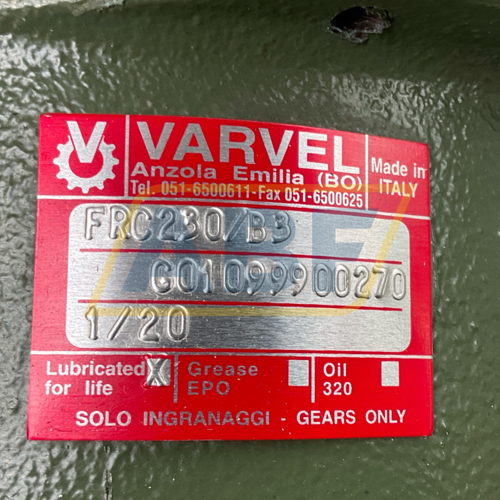 V VARVEL
Anzola Emilia (BO)
Tel. 051-6500611-Fax 051-6500625
Made in
ITALY
FRC230/B3
G01099900270
1/20
Lubricated X
for life
Grease
EPO
Oil
320
SOLO INGRANAGGI - GEARS ONLY